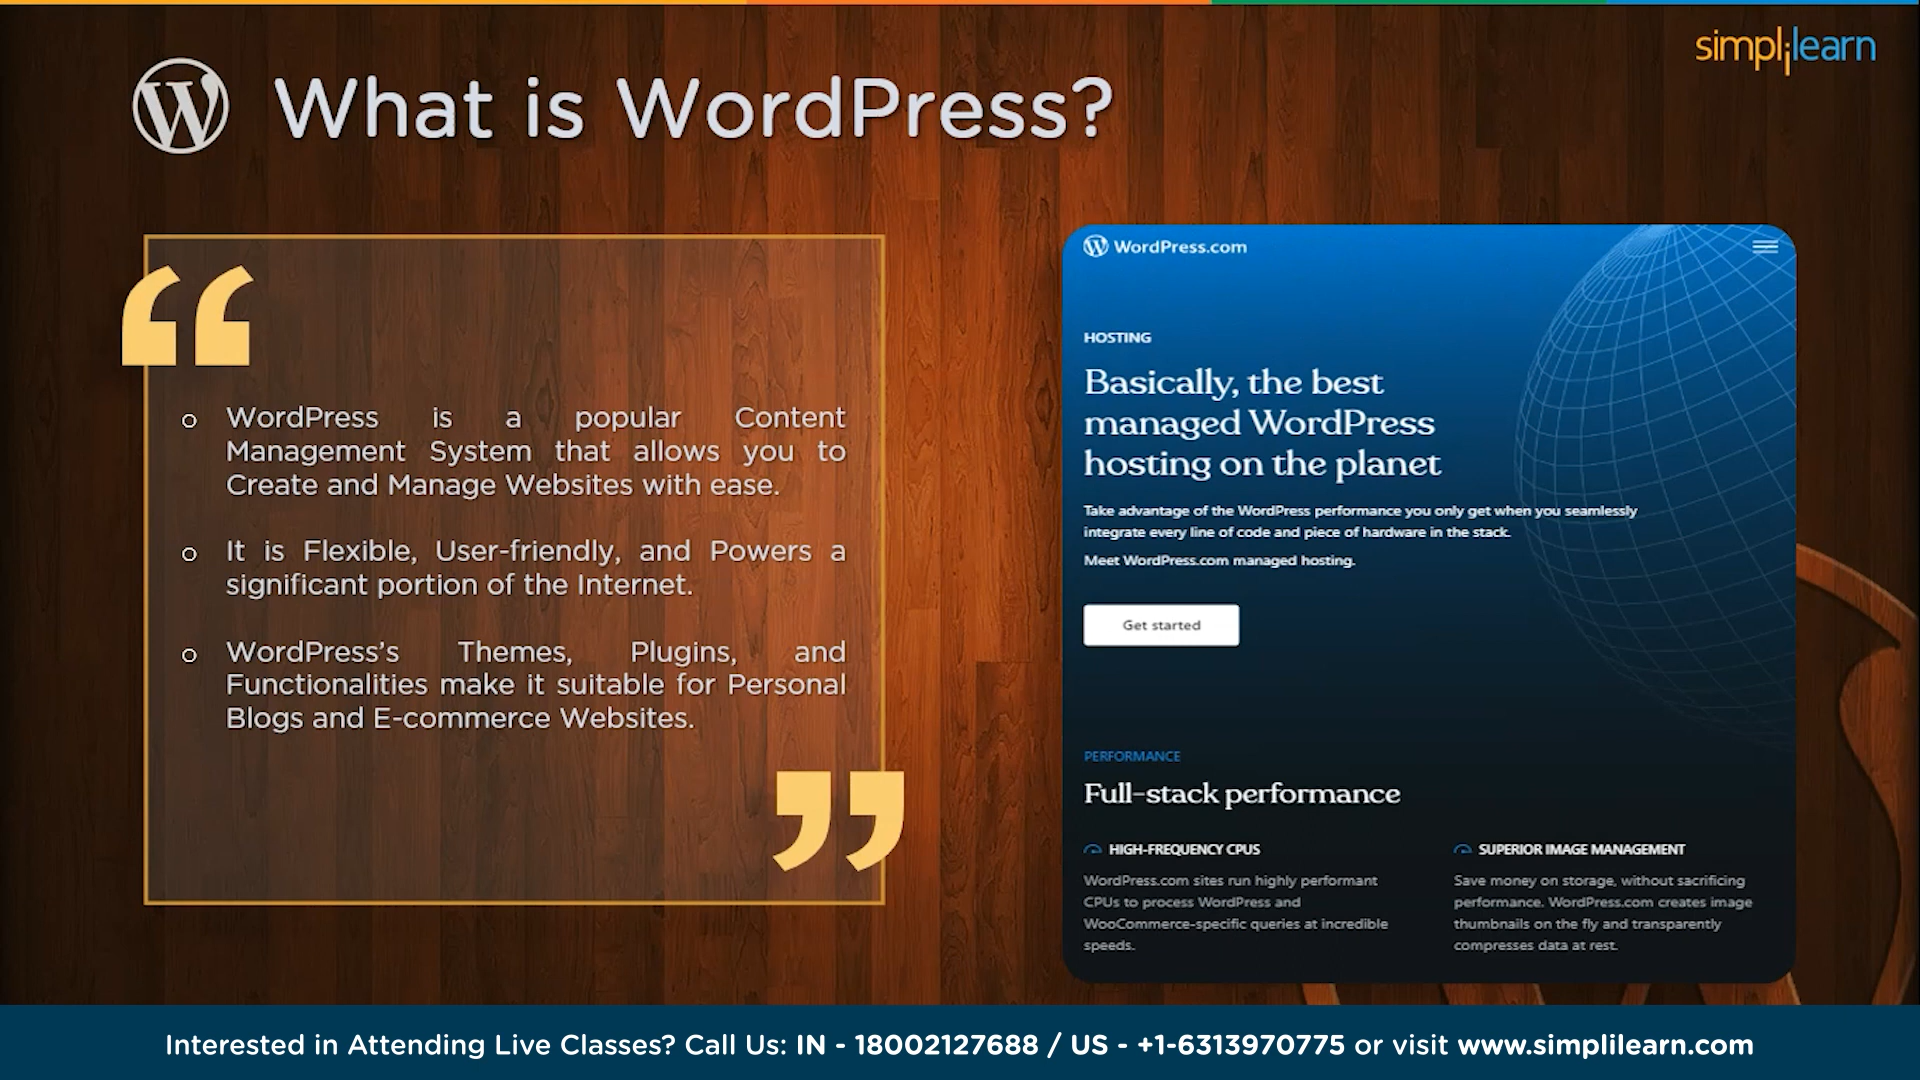 simplilearn
What is WordPress?
“
WordPress is a popular Content
Management System that allows you to
Create and Manage Websites with ease.
It is Flexible, User-friendly, and Powers a
significant portion of the Internet.
WordPress’s Themes, Plugins, and
Functionalities make it suitable for Personal
Blogs and E-commerce Websites.
”
WordPress.com
HOSTING
Basically, the best
managed WordPress
hosting on the planet
Take advantage of the WordPress performance you only get when you seamlessly
integrate every line of code and piece of hardware in the stack.
Meet WordPress.com managed hosting.
Get started
PERFORMANCE
Full-stack performance
HIGH-FREQUENCY CPUS
WordPress.com sites run highly performant
CPUs to process WordPress and
WooCommerce-specific queries at incredible
speeds.
SUPERIOR IMAGE MANAGEMENT
Save money on storage, without sacrificing
performance. WordPress.com creates image
thumbnails on the fly and transparently
compresses data at rest.
Interested in Attending Live Classes? Call Us: IN - 18002127688 / US - +1-6313970775 or visit www.simplilearn.com